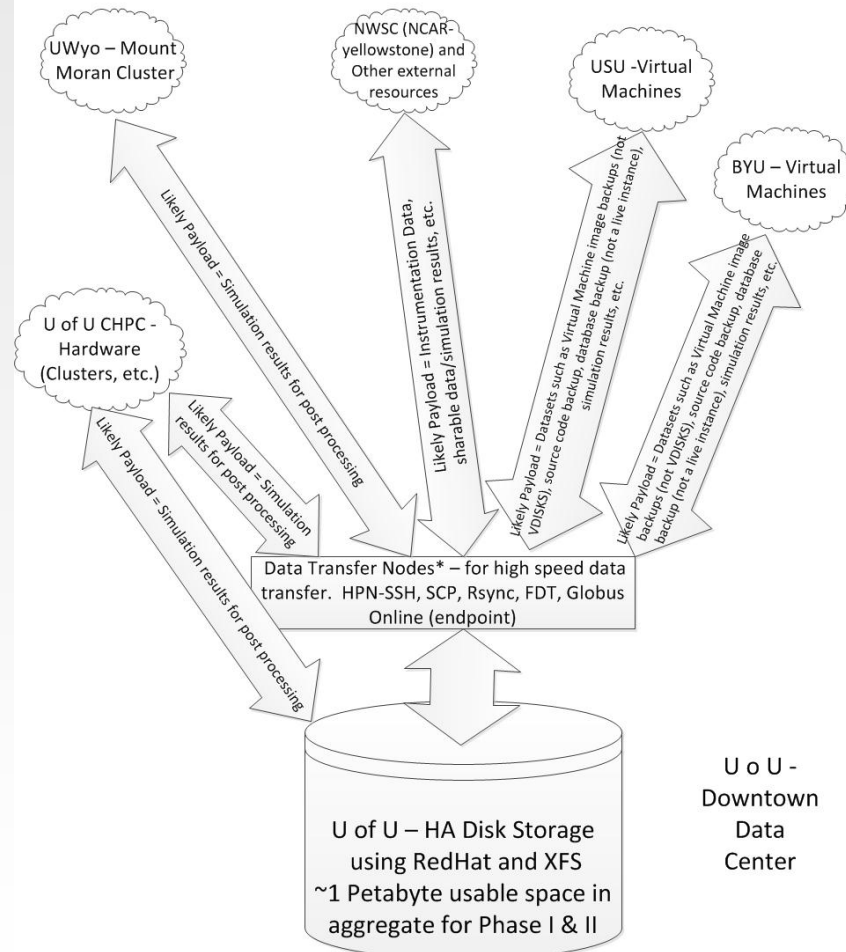 UWyo – Mount
Moran Cluster
NWSC (NCAR-
yellowstone) and
Other external
resources
USU -Virtual
Machines
BYU – Virtual
Machines
U of U CHPC -
Hardware
(Clusters, etc.)
Likely Payload = Simulation results for post processing
Likely Payload = Instrumentation Data,
sharable data/simulation results, etc.
Likely Payload = Datasets such as Virtual Machine image backups (not
VDISKS), source code backup, database backup (not a live instance),
simulation results, etc.
Likely Payload = Datasets such as Virtual Machine image
backups (not VDISKS), source code backup, database
backup (not a live instance), simulation results, etc.
Likely Payload = Simulation
results for post processing
Likely Payload = Simulation results for post processing
Data Transfer Nodes* – for high speed data
transfer. HPN-SSH, SCP, Rsync, FDT, Globus
Online (endpoint)
U of U – HA Disk Storage
using RedHat and XFS
~1 Petabyte usable space in
aggregate for Phase I & II
U o U -
Downtown
Data
Center